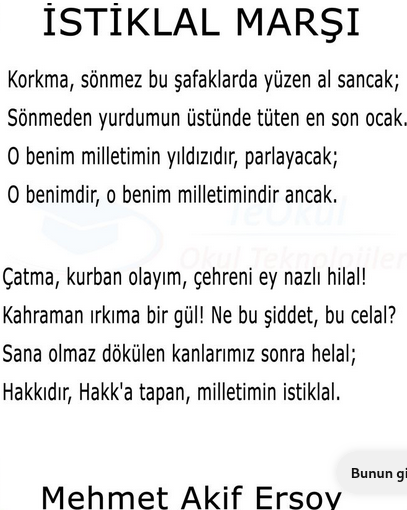 İSTİKLAL MARŞI
Korkma, sönmez bu şafaklarda yüzen al sancak;
Sönmeden yurdumun üstünde tüten en son ocak.
O benim milletimin yıldızıdır, parlayacak;
O benimdir, o benim milletimindir ancak.
TeOkul
Okul Teknolojiler
Çatma, kurban olayım, çehreni ey nazlı hilal!
Kahraman ırkıma bir gül! Ne bu şiddet, bu celal?
Sana olmaz dökülen kanlarımız sonra helal;
Hakkıdır, Hakk'a tapan, milletimin istiklal.
Bunun gi
Mehmet Akif Ersoy